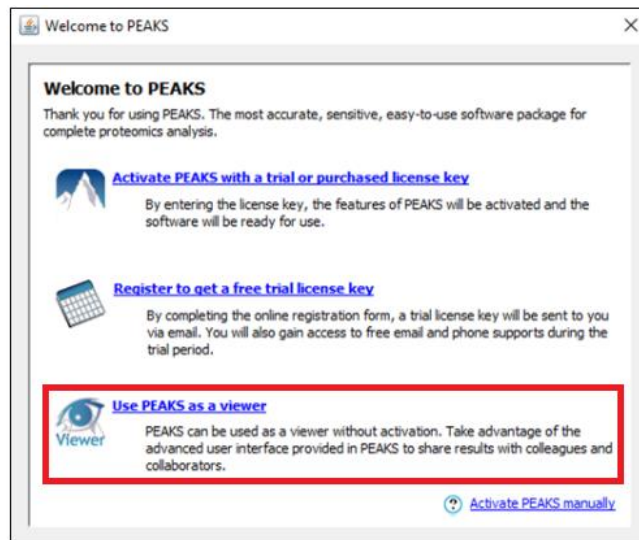 Welcome to PEAKS
Welcome to PEAKS
Thank you for using PEAKS. The most accurate, sensitive, easy-to-use software package for
complete proteomics analysis.
Activate PEAKS with a trial or purchased license key
By entering the license key, the features of PEAKS will be activated and the
software will be ready for use.
Register to get a free trial license key
By completing the online registration form, a trial license key will be sent to you
via email. You will also gain access to free email and phone supports during the
trial period.
Use PEAKS as a viewer
Viewer
PEAKS can be used as a viewer without activation. Take advantage of the
advanced user interface provided in PEAKS to share results with colleagues and
collaborators.
Activate PEAKS manually